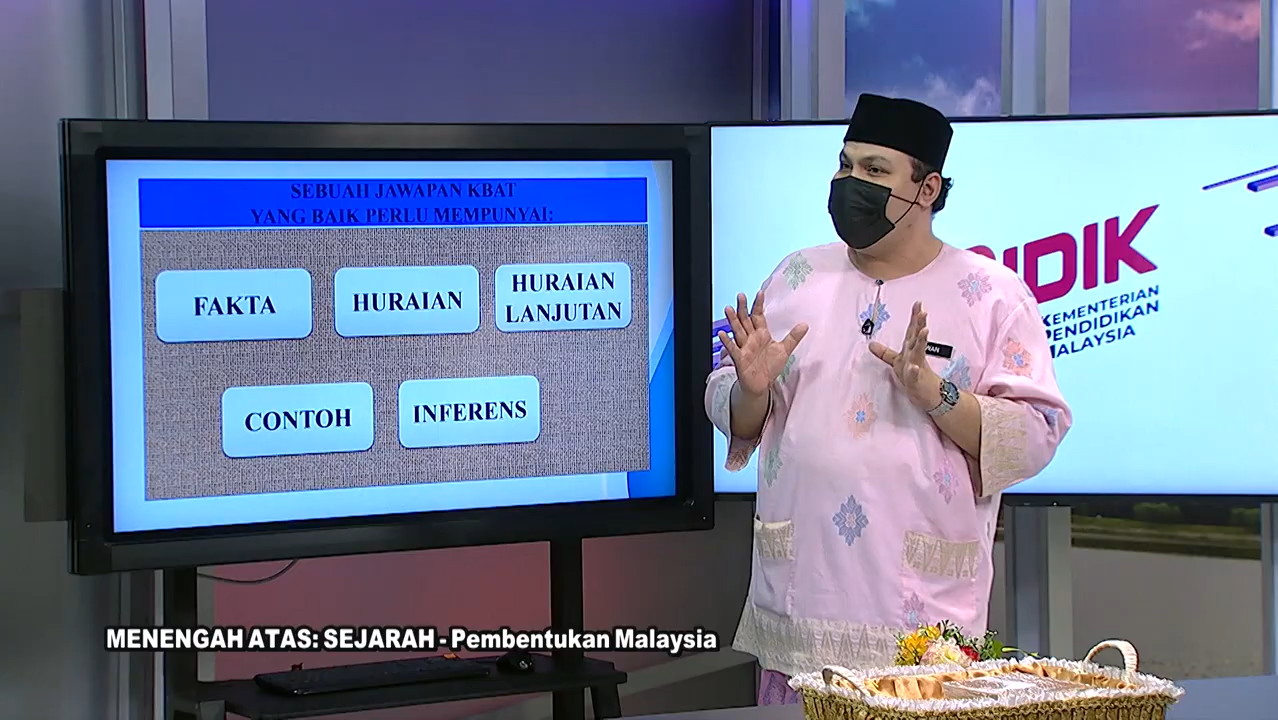 SEBUAH JAWAPAN KBAT
YANG BAIK PERLU MEMPUNYAI:
FAKTA
HURAIAN
HURAIAN
LANJUTAN
CONTOH
INFERENS
IDIK
KEMENTERIAN
PENDIDIKAN
MALAYSIA
MENENGAH ATAS: SEJARAH - Pembentukan Malaysia